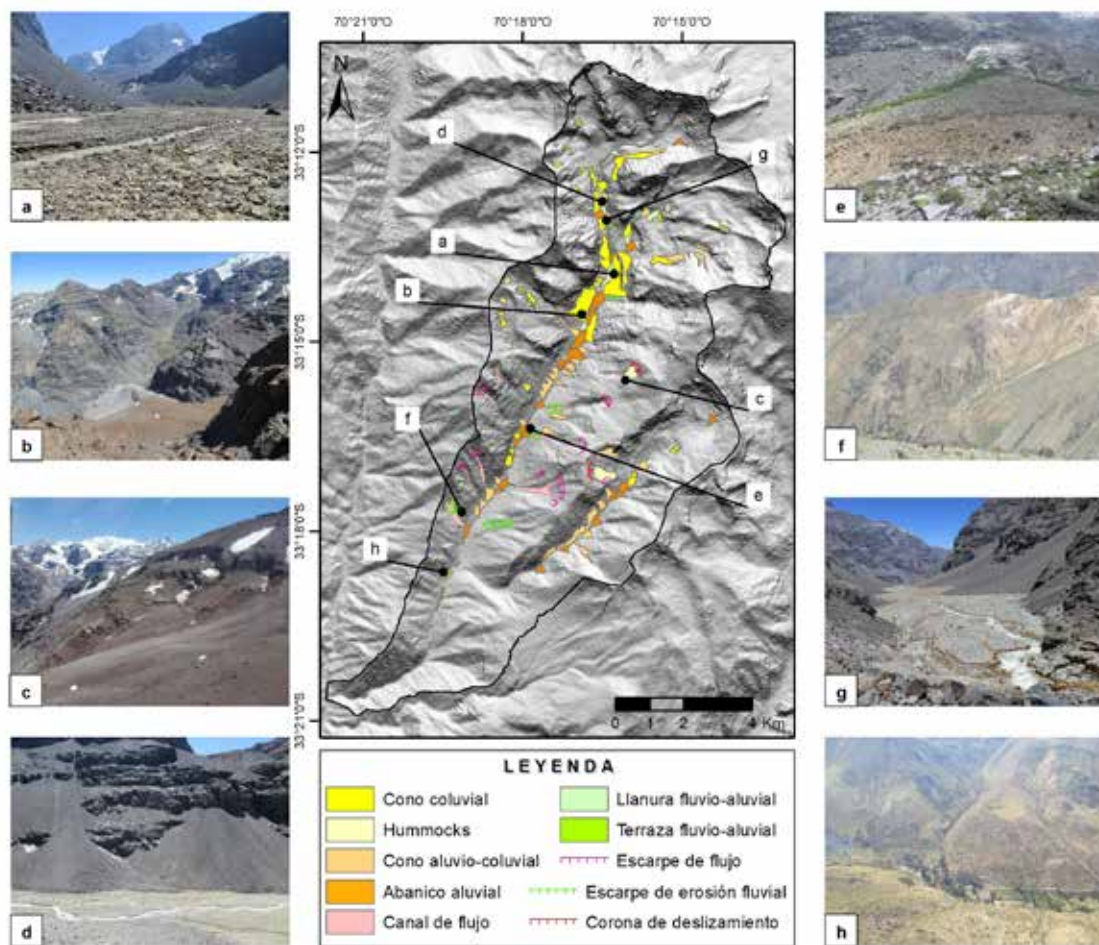 70°21'0"O 70°18'0"O 70°15'0"O
N
33°12'0"S
33°15'0"S
33°18'0"S
33°21'0"S
d
g
a
b
c
f
e
h
0 1 2 4 Km
a
b
c
d
e
f
g
h
LEYENDA
Cono coluvial
Hummocks
Cono aluvio-coluvial
Abanico aluvial
Canal de flujo
Llanura fluvio-aluvial
Terraza fluvio-aluvial
Escarpe de flujo
Escarpe de erosión fluvial
Corona de deslizamiento